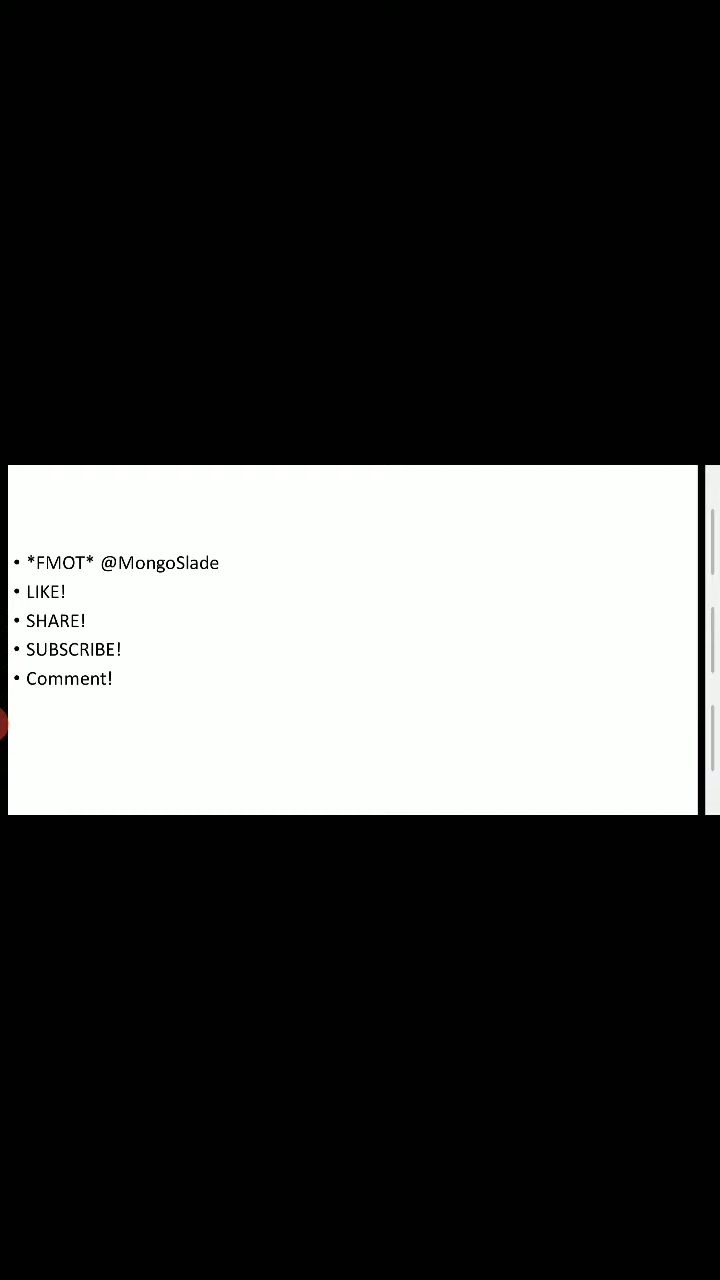 • *FMOT* @MongoSlade
• LIKE!
• SHARE!
• SUBSCRIBE!
• Comment!